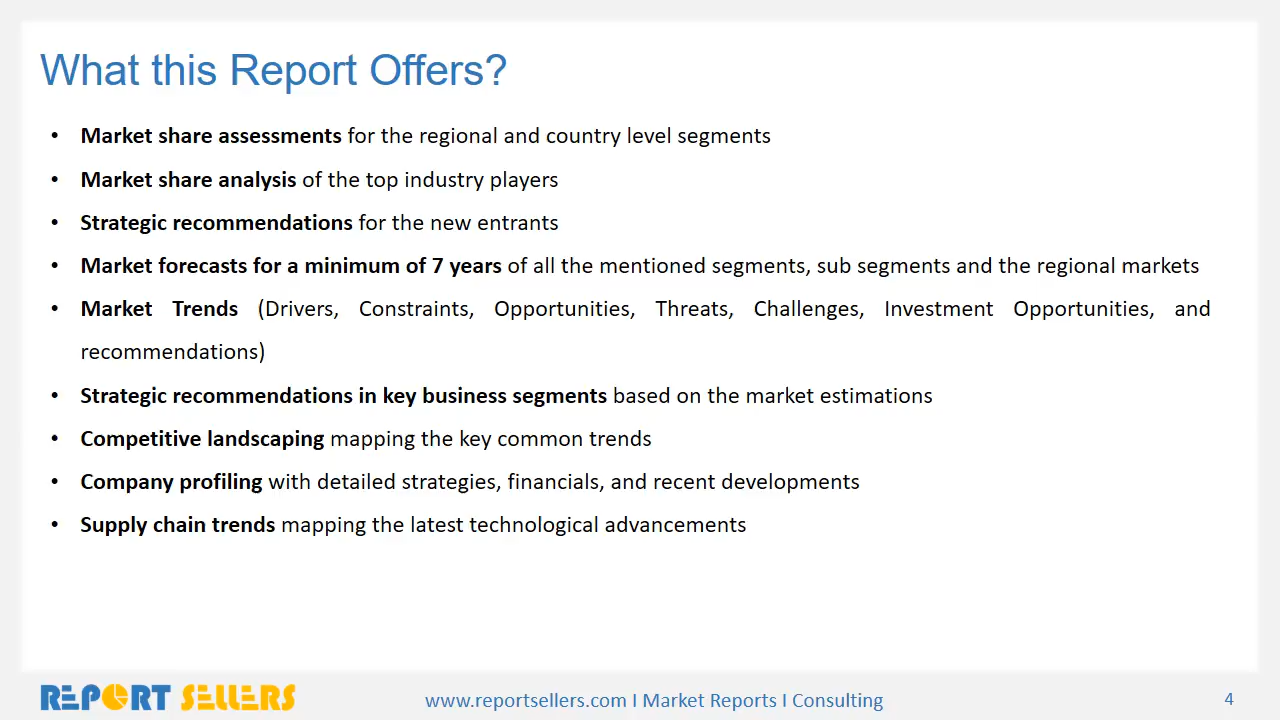 What this Report Offers?
• Market share assessments for the regional and country level segments
• Market share analysis of the top industry players
• Strategic recommendations for the new entrants
• Market forecasts for a minimum of 7 years of all the mentioned segments, sub segments and the regional markets
• Market Trends (Drivers, Constraints, Opportunities, Threats, Challenges, Investment Opportunities, and
recommendations)
• Strategic recommendations in key business segments based on the market estimations
• Competitive landscaping mapping the key common trends
• Company profiling with detailed strategies, financials, and recent developments
• Supply chain trends mapping the latest technological advancements
REPORT SELLERS
www.reportsellers.com I Market Reports I Consulting
4